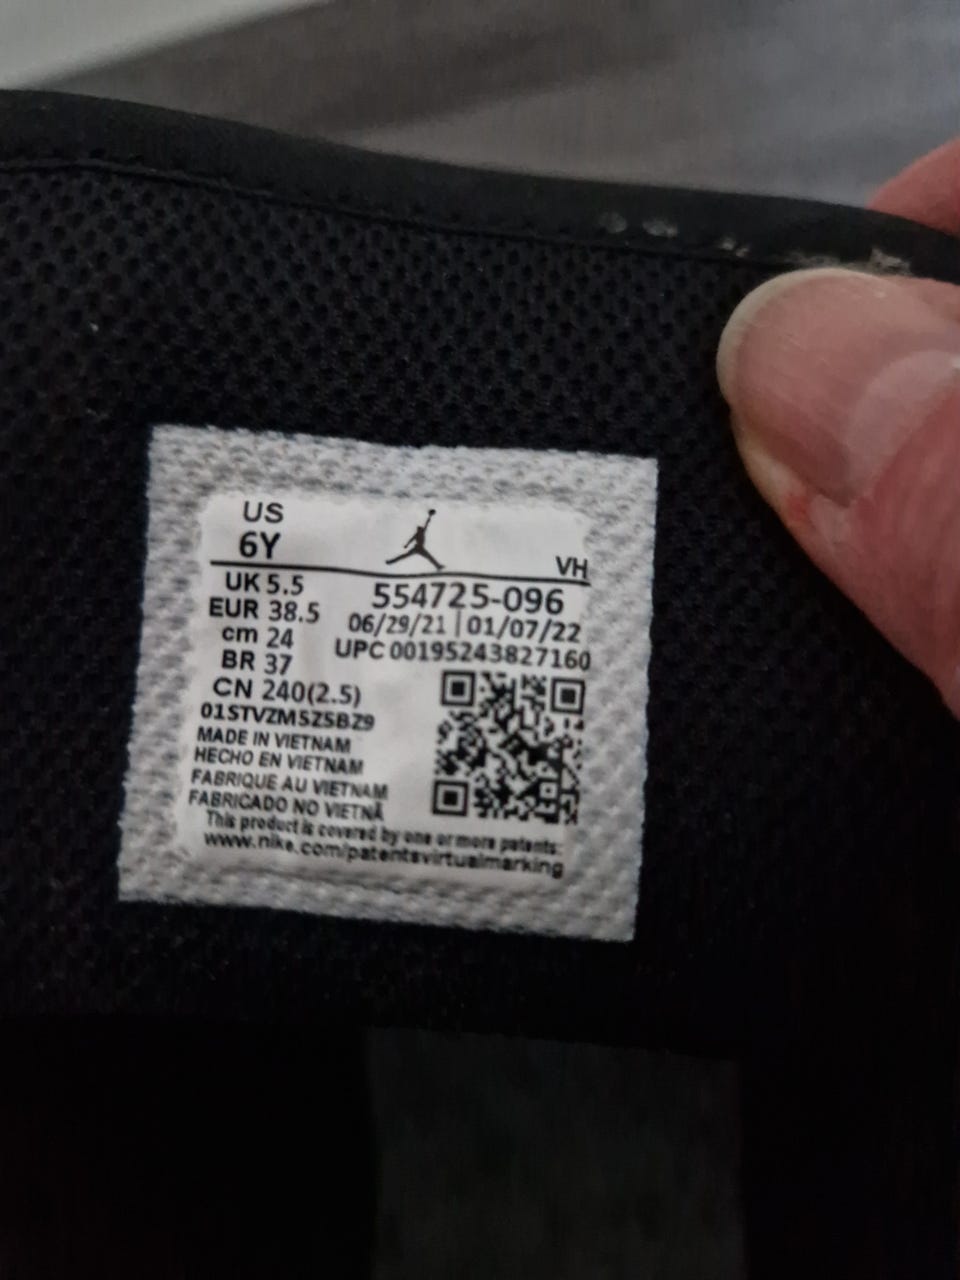 US
6Y
VH
UK 5.5
554725-096
EUR 38.5
06/29/21 | 01/07/22
cm 24
UPC 00195243827160
BR 37
CN 240(2.5)
01STVZM5Z5BZ9
MADE IN VIETNAM
HECHO EN VIETNAM
FABRIQUE AU VIETNAM
FABRICADO NO VIETNÃ
This product is covered by one or more patents:
www.nike.com/patentsvirtualmarking